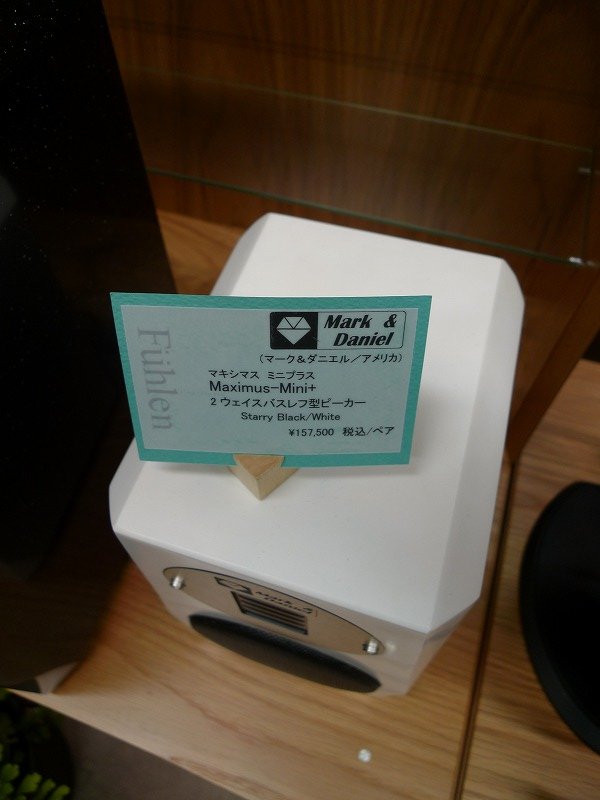 Fühlen
Mark &
Daniel
(マーク&ダニエル/アメリカ)
マキシマス ミニプラス
Maximus-Mini+
2 ウェイスバスレフ型ピーカー
Starry Black/White
¥157,500 税込/ペア
Mark &